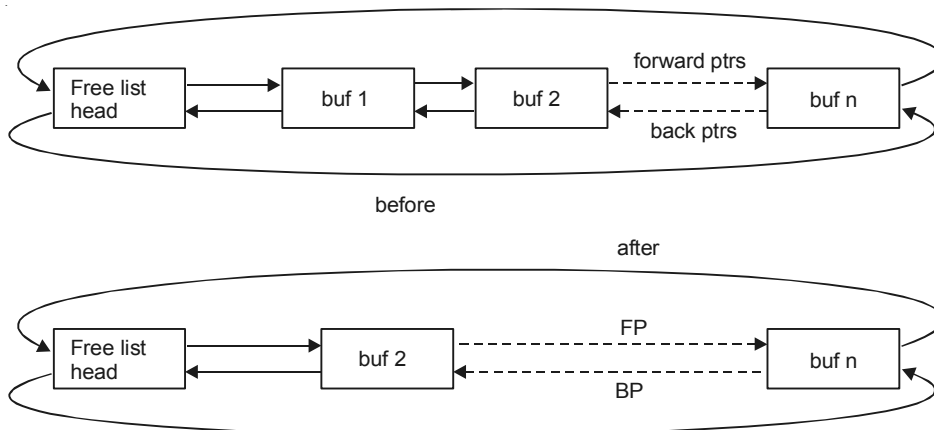 forward ptrs
Free list
head
buf 1
buf 2
buf n
back ptrs
before
after
FP
Free list
head
buf 2
buf n
BP